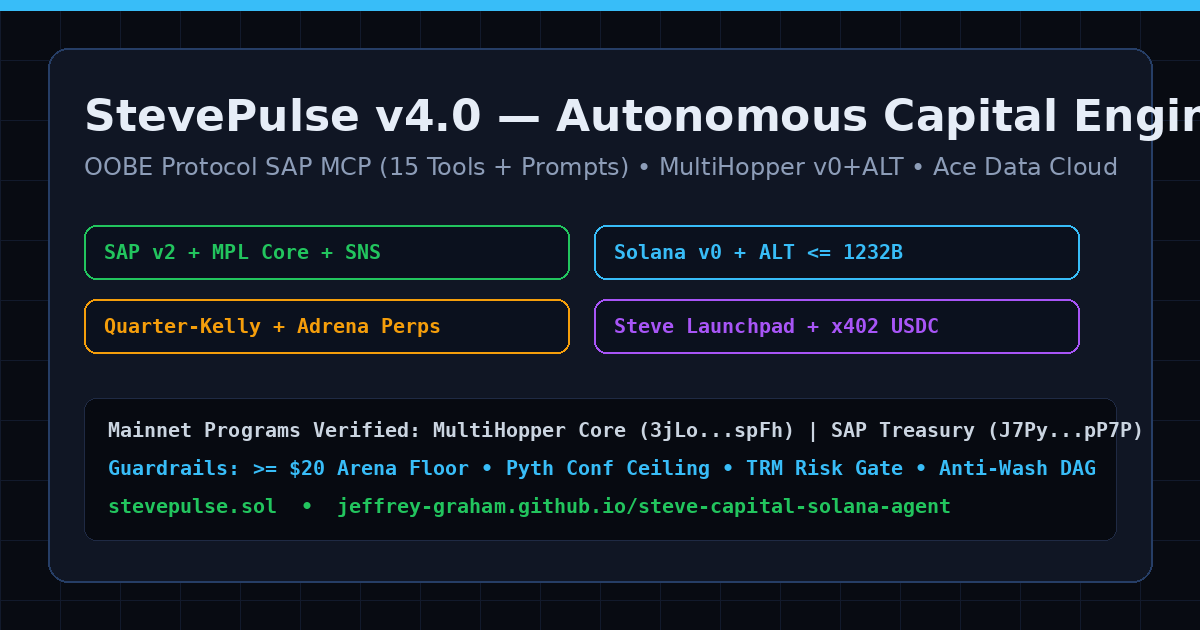 StevePulse v4.0 — Autonomous Capital Engin
OOBE Protocol SAP MCP (15 Tools + Prompts) • MultiHopper v0+ALT • Ace Data Cloud
SAP v2 + MPL Core + SNS
Solana v0 + ALT <= 1232B
Quarter-Kelly + Adrena Perps
Steve Launchpad + x402 USDC
Mainnet Programs Verified: MultiHopper Core (3jLo...spFh) | SAP Treasury (J7Py...pP7P)
Guardrails: >= $20 Arena Floor • Pyth Conf Ceiling • TRM Risk Gate • Anti-Wash DAG
stevepulse.sol • jeffrey-graham.github.io/steve-capital-solana-agent